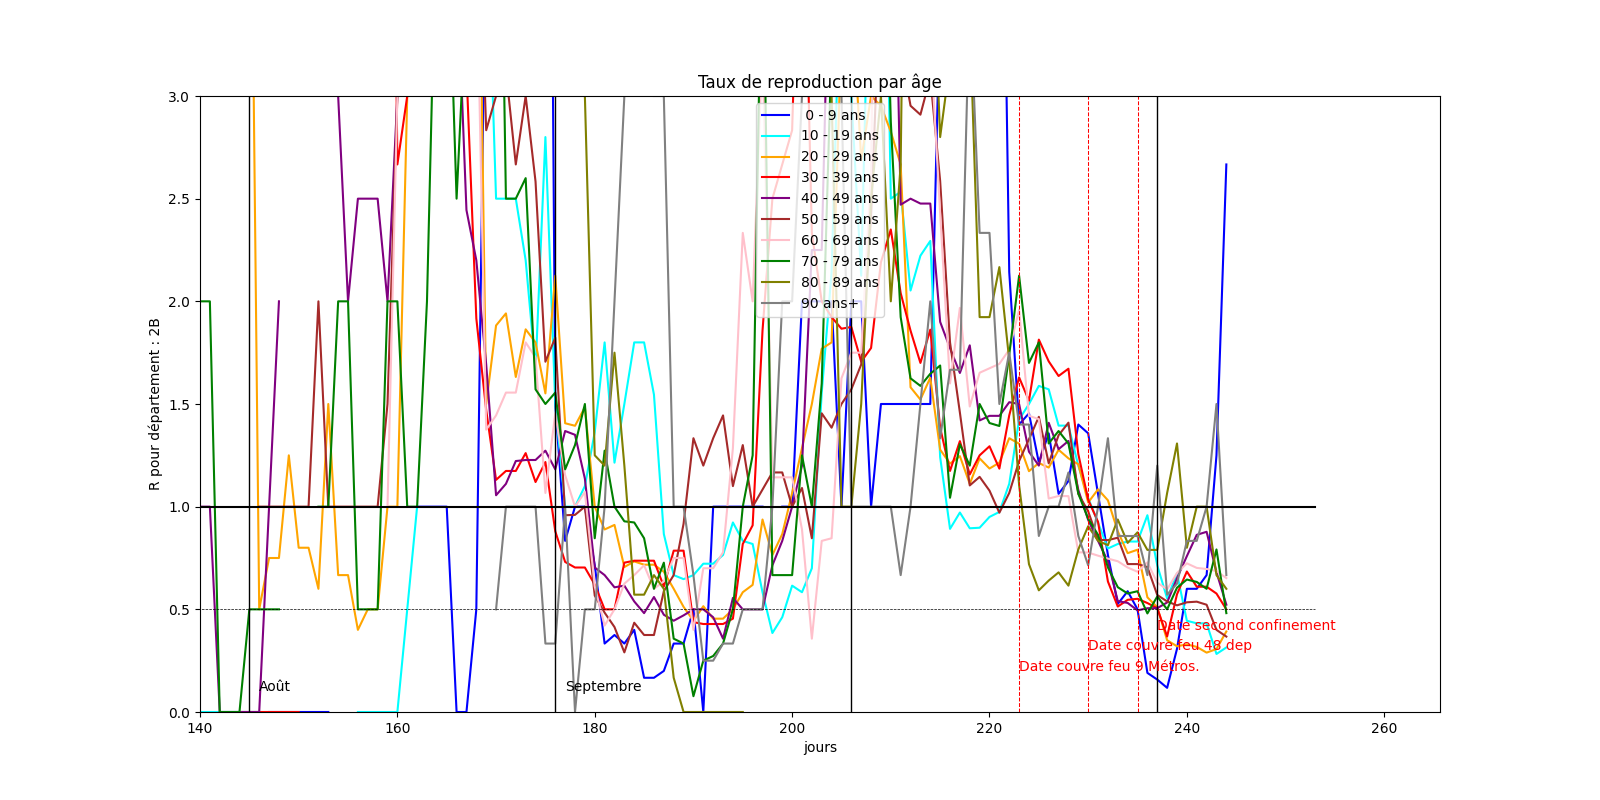 Taux de reproduction par âge
R pour département : 2B
3.0
2.5
2.0
1.5
1.0
0.5
0.0
0 - 9 ans
10 - 19 ans
20 - 29 ans
30 - 39 ans
40 - 49 ans
50 - 59 ans
60 - 69 ans
70 - 79 ans
80 - 89 ans
90 ans+
Date second confinement
Date couvre feu 48 dep
Date couvre feu 9 Métros.
Août
Septembre
140
160
180
200
220
240
260
jours